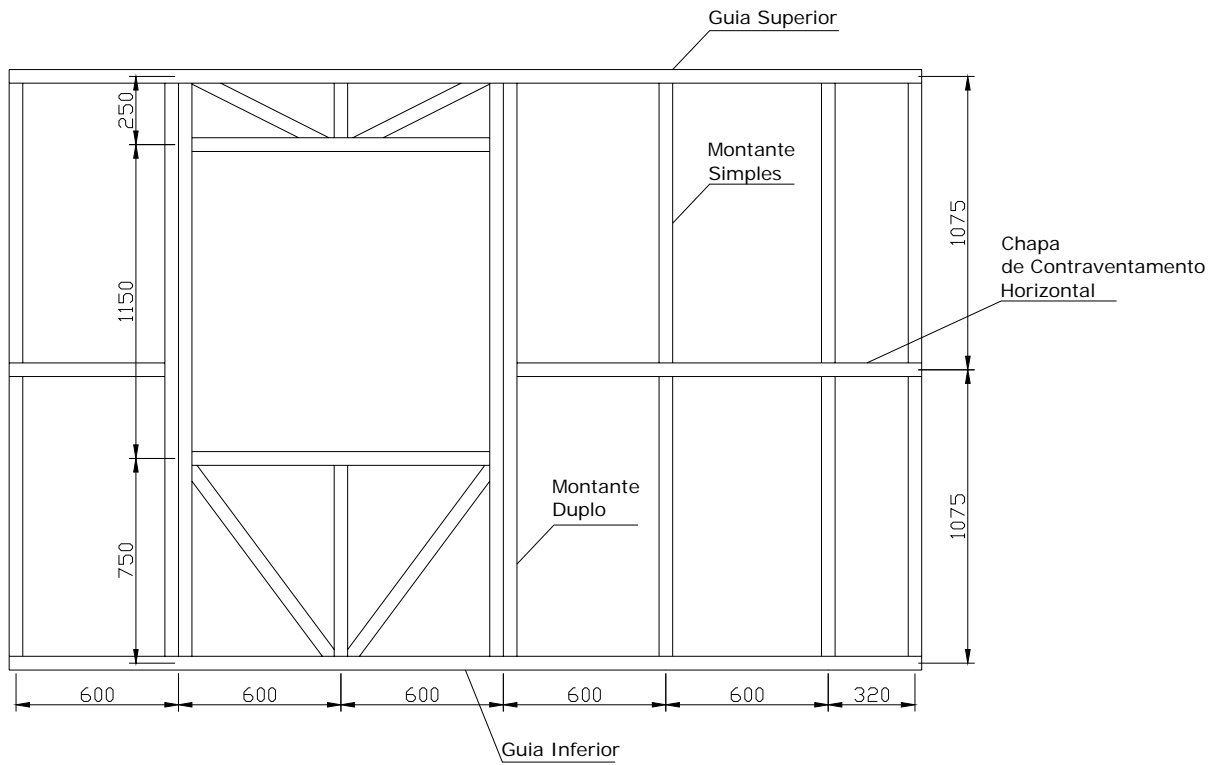 Guia Superior
250
Montante
Simples
1075
Chapa
de Contraventamento
Horizontal
1150
Montante
Duplo
750
1075
600
600
600
600
600
320
Guia Inferior